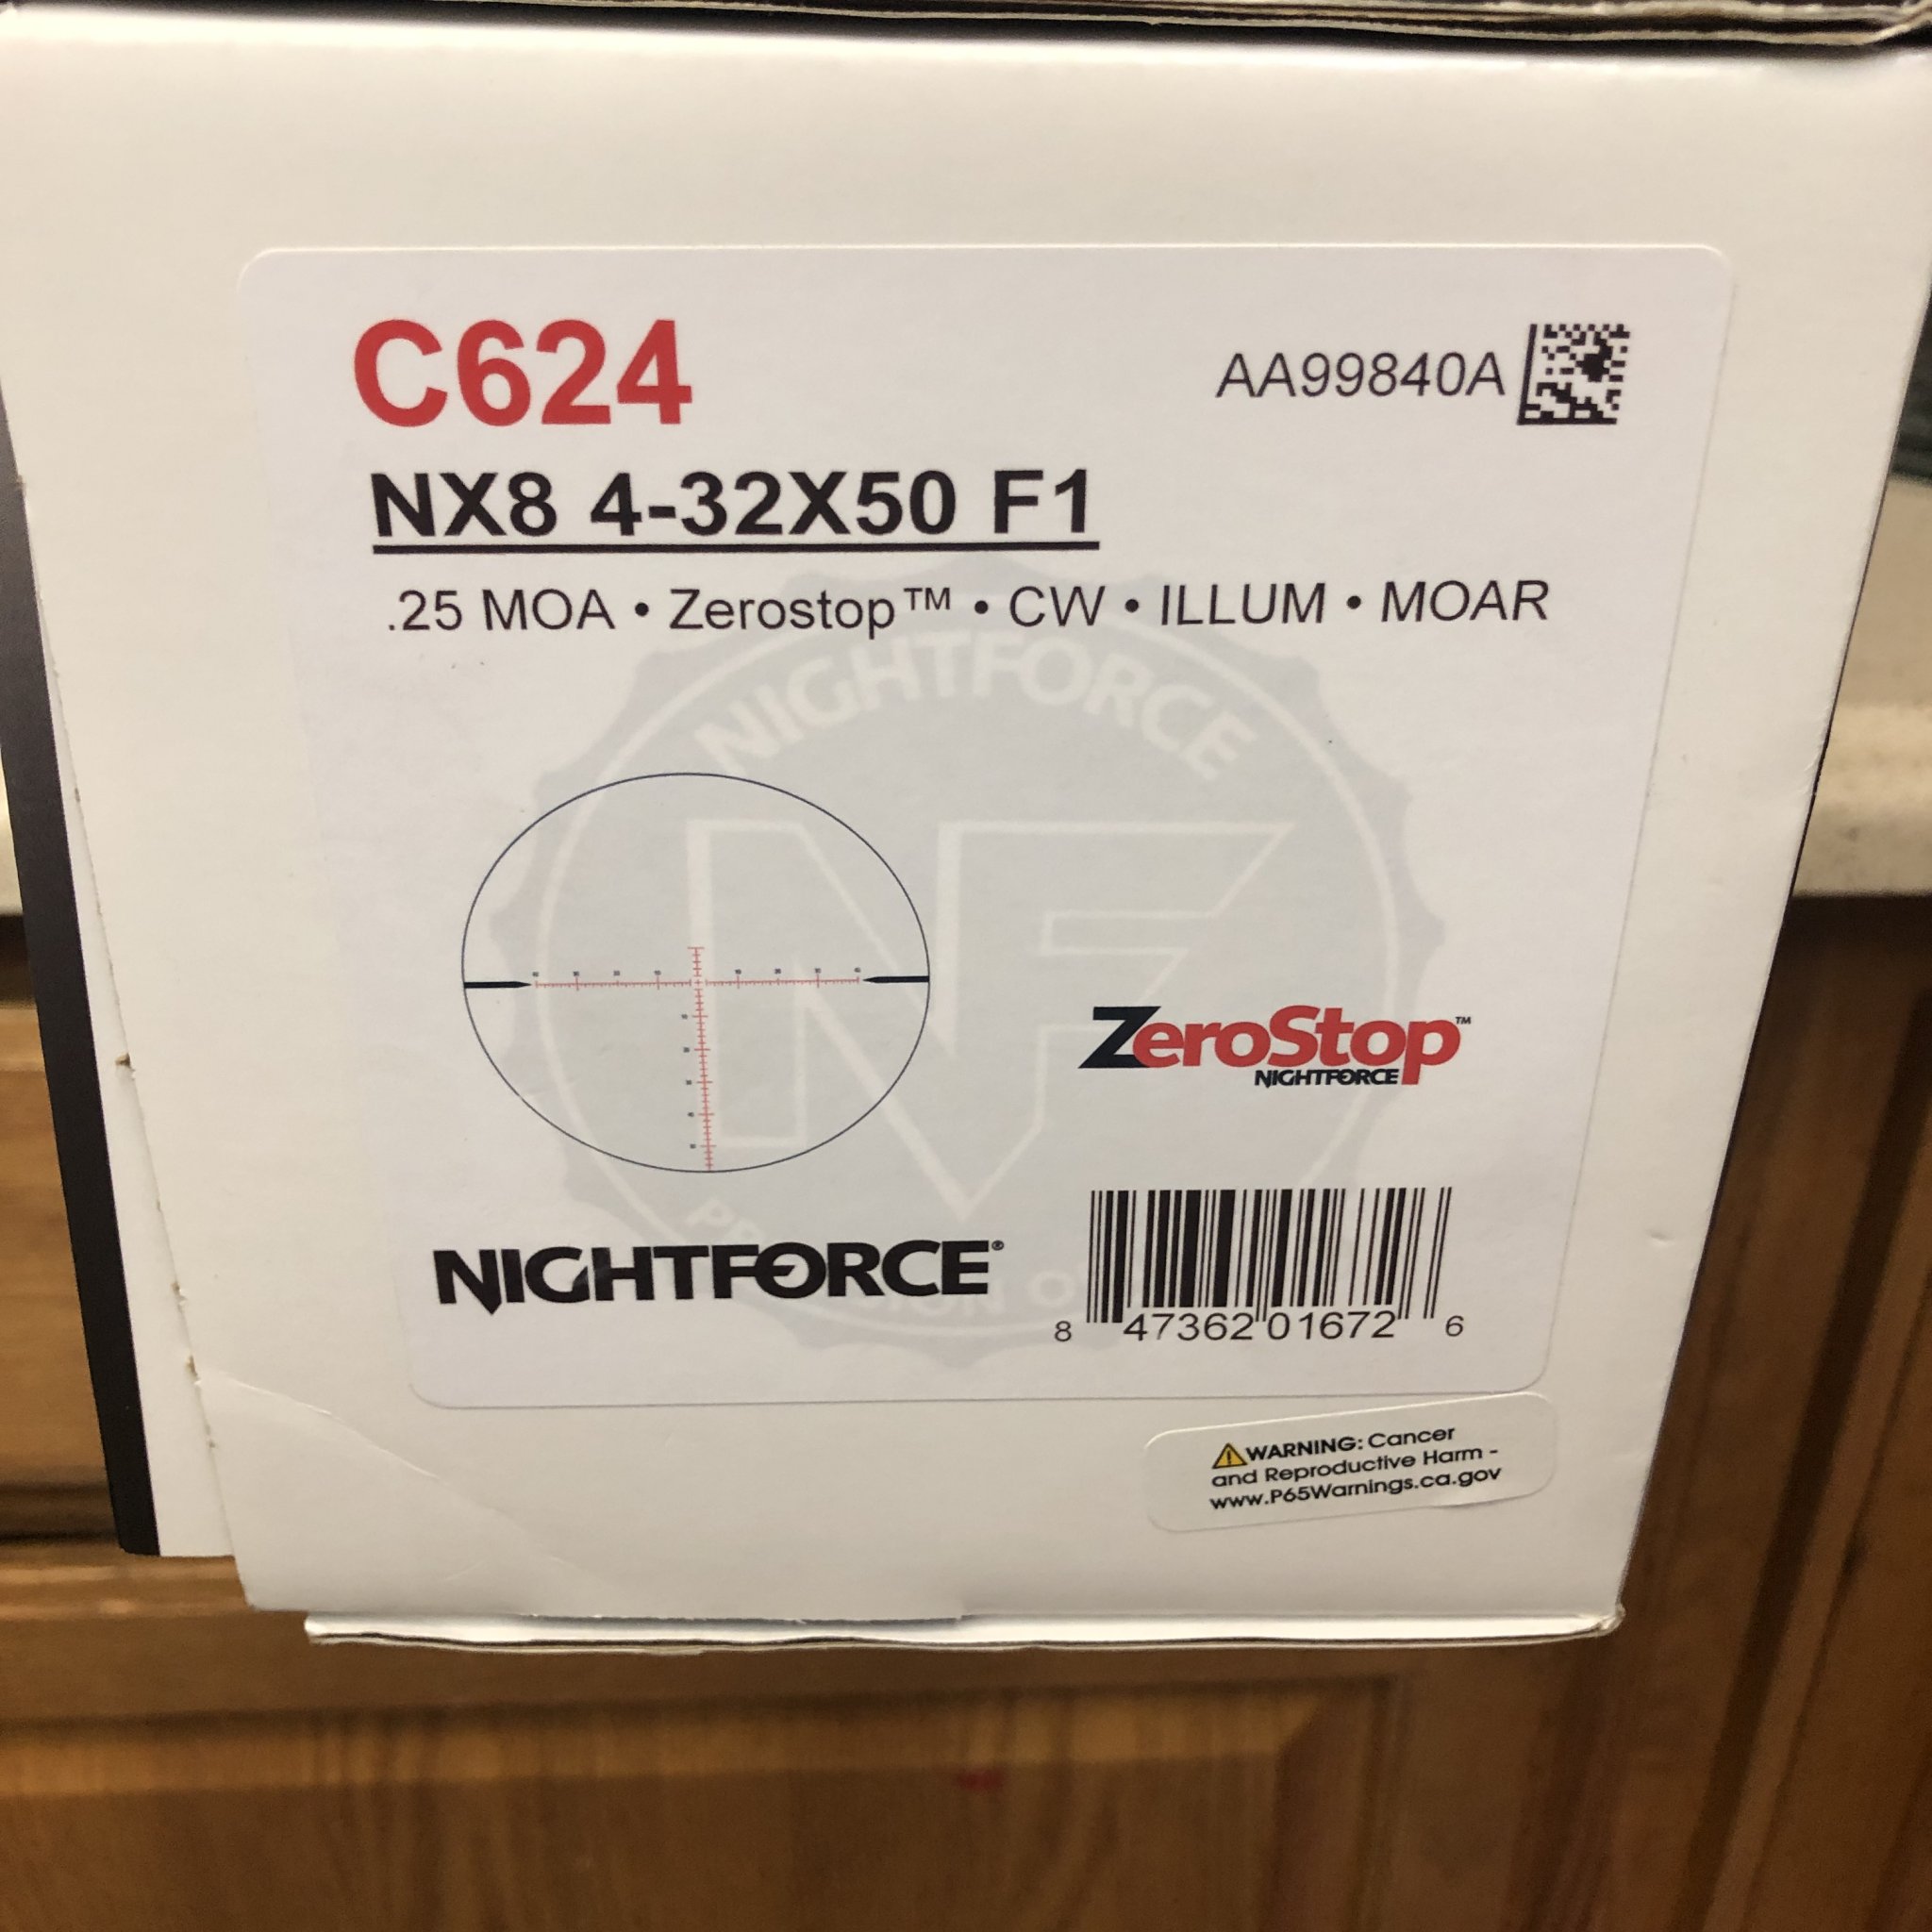 C624
AA99840A
NX8 4-32X50 F1
.25 MOA • Zerostop™ • CW • ILLUM • MOAR
NIGHTFORCE
NF
ZeroStop™
NIGHTFORCE
NIGHTFORCE®
8 47362 01672 6
⚠WARNING: Cancer
and Reproductive Harm -
www.P65Warnings.ca.gov